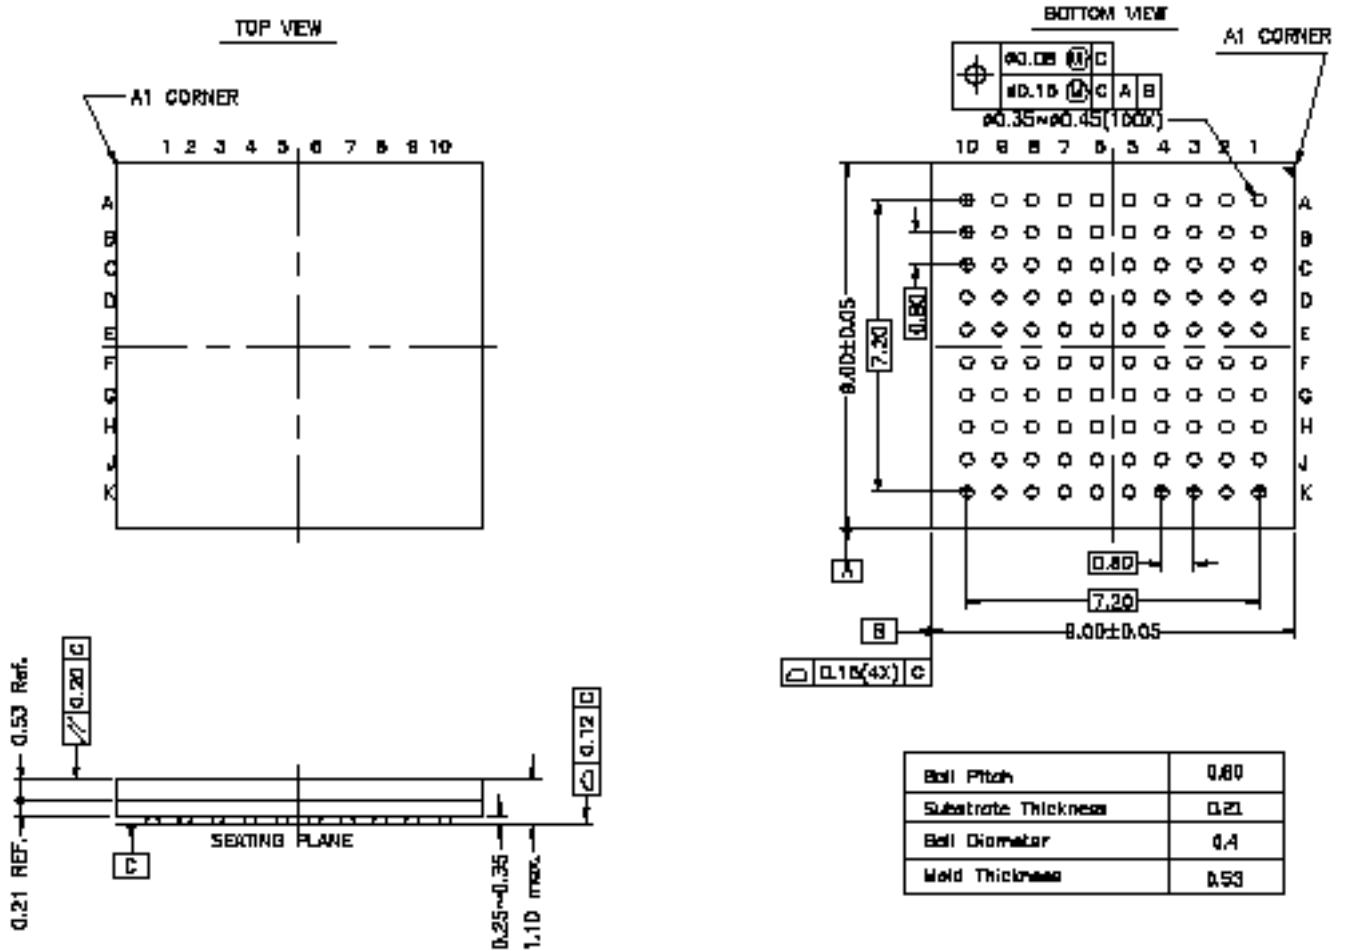 TOP VIEW
A1 CORNER
1 2 3 4 5 6 7 8 9 10
A
B
C
D
E
F
G
H
J
K
BOTTOM VIEW
A1 CORNER
C
C A B
ø0.35~ø0.45(100X)
10 9 8 7 6 5 4 3 2 1
A
B
C
D
E
F
G
H
J
K
0.80
7.20
9.00±0.05
A
0.80
7.20
B
9.00±0.05
(4X) C
0.53 Ref.
0.21 REF.
// 0.20 C
0.12 C
SEATING PLANE
C
0.25~0.35
1.10 max.
Ball Pitch 0.80
Substrate Thickness 0.21
Ball Diameter 0.4
Mold Thickness 0.53